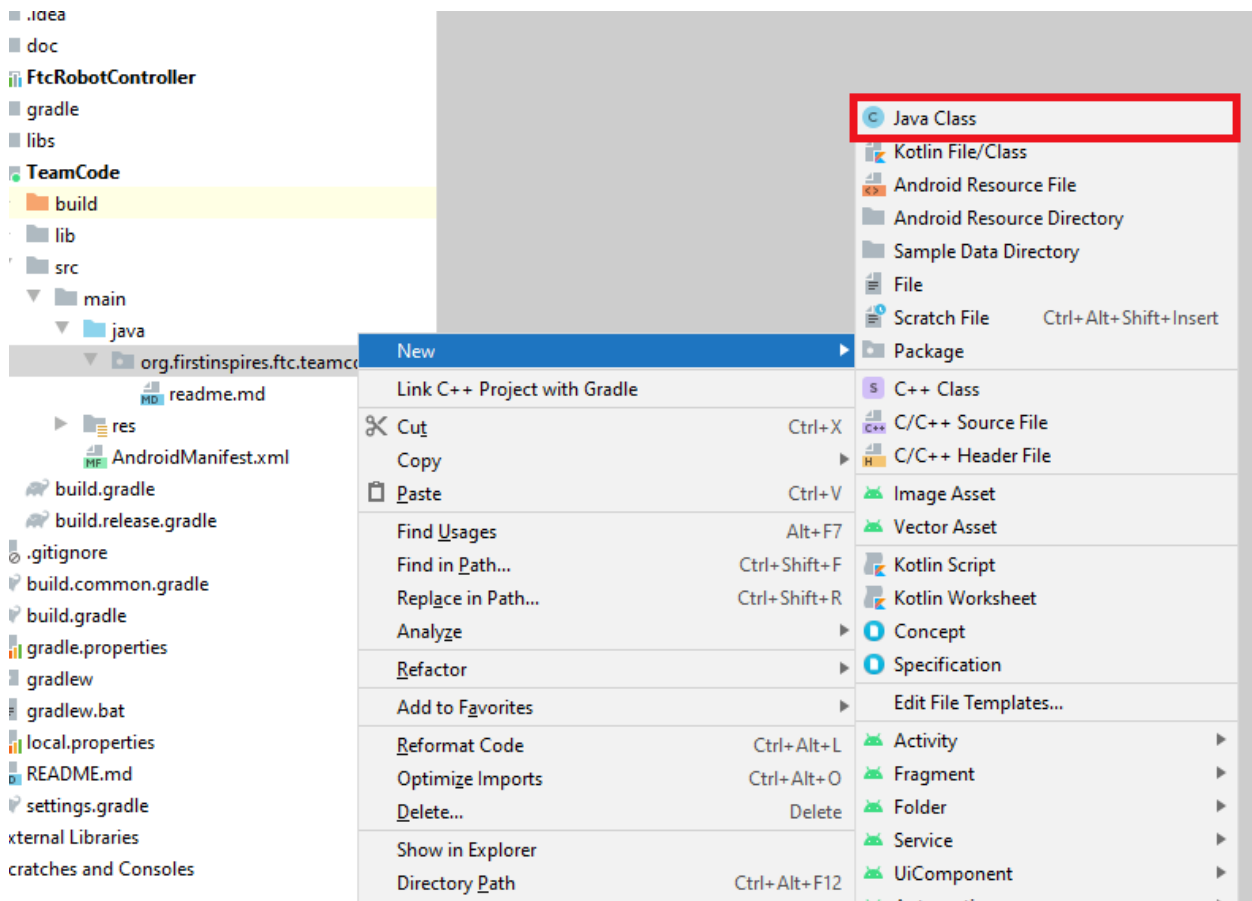 .idea
doc
FtcRobotController
gradle
libs
TeamCode
build
lib
src
main
java
org.firstinspires.ftc.teamco
readme.md
res
AndroidManifest.xml
build.gradle
build.release.gradle
.gitignore
build.common.gradle
build.gradle
gradle.properties
gradlew
gradlew.bat
local.properties
README.md
settings.gradle
xternal Libraries
cratches and Consoles
New
Link C++ Project with Gradle
Cut Ctrl+X
Copy
Paste Ctrl+V
Find Usages Alt+F7
Find in Path... Ctrl+Shift+F
Replace in Path... Ctrl+Shift+R
Analyze
Refactor
Add to Favorites
Reformat Code Ctrl+Alt+L
Optimize Imports Ctrl+Alt+O
Delete... Delete
Show in Explorer
Directory Path Ctrl+Alt+F12
Java Class
Kotlin File/Class
Android Resource File
Android Resource Directory
Sample Data Directory
File
Scratch File Ctrl+Alt+Shift+Insert
Package
C++ Class
C/C++ Source File
C/C++ Header File
Image Asset
Vector Asset
Kotlin Script
Kotlin Worksheet
Concept
Specification
Edit File Templates...
Activity
Fragment
Folder
Service
UiComponent